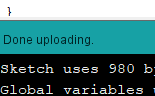 }
Done uploading.
Sketch uses 980 b
Global variables